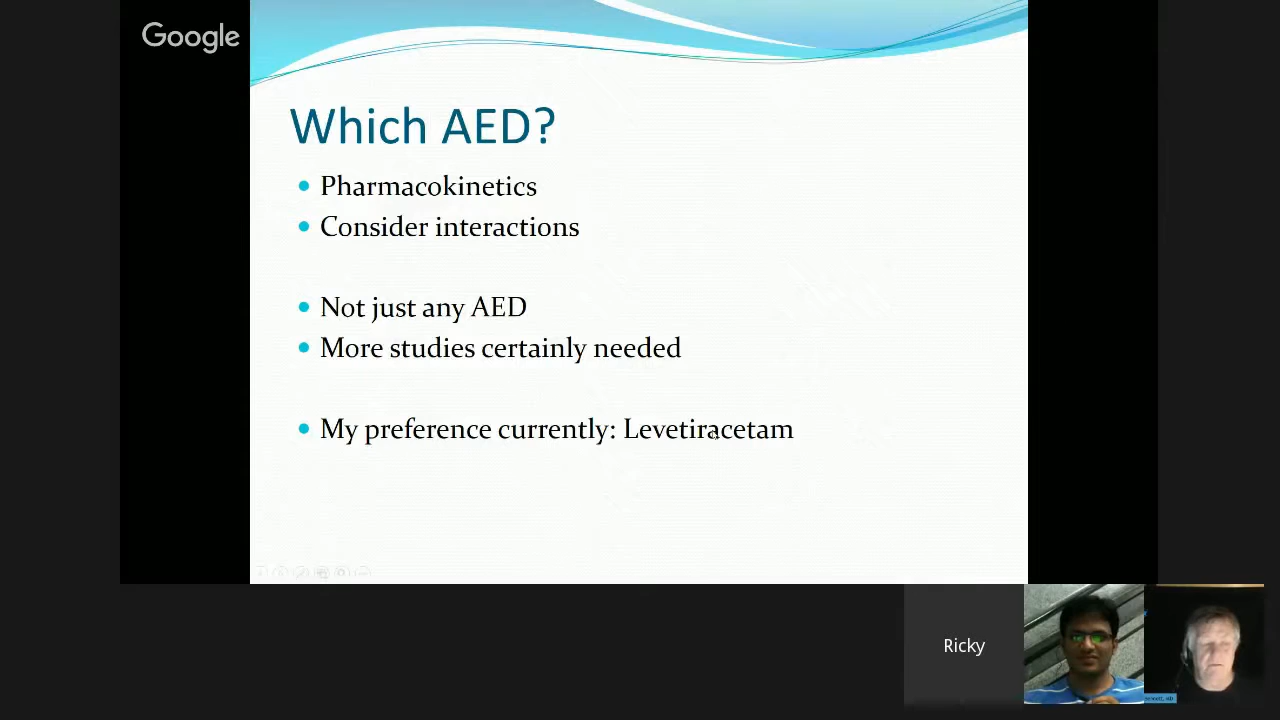 Google
Which AED?
Pharmacokinetics
Consider interactions
Not just any AED
More studies certainly needed
My preference currently: Levetiracetam
Ricky